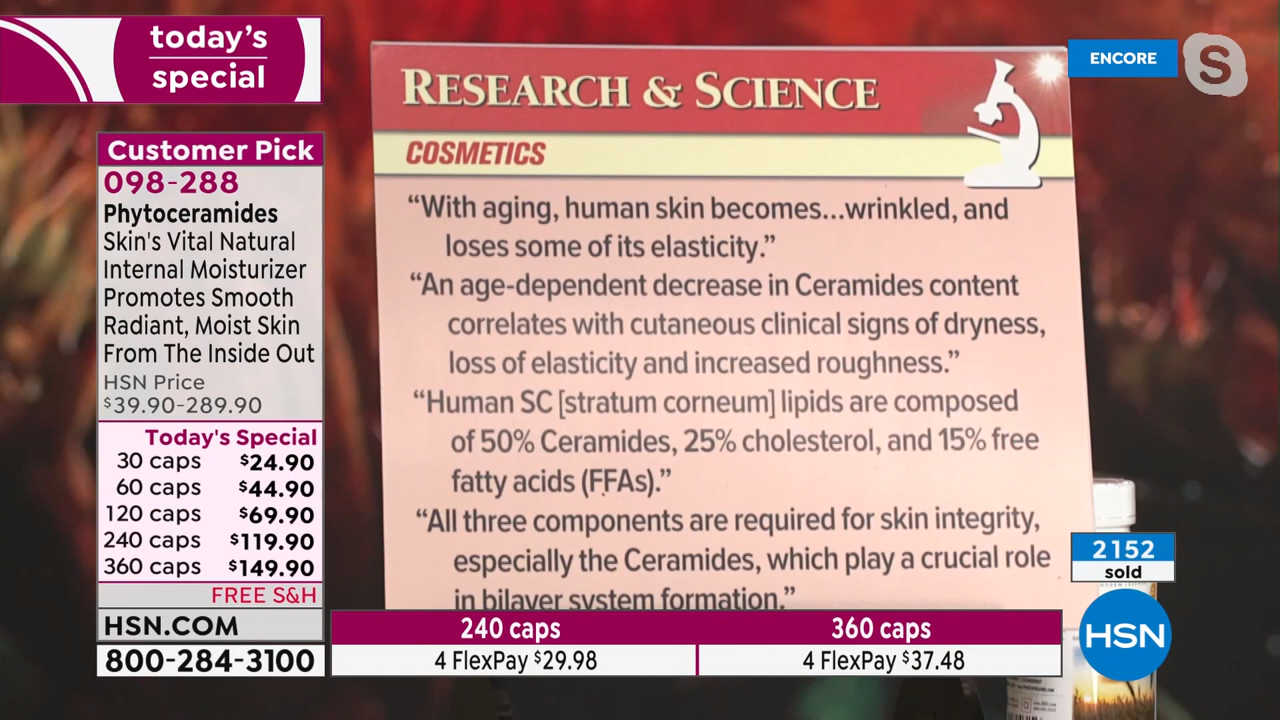 today's
special
ENCORE
S
Customer Pick
098-288
Phytoceramides
Skin's Vital Natural
Internal Moisturizer
Promotes Smooth
Radiant, Moist Skin
From The Inside Out
HSN Price
$39.90-289.90
Today's Special
30 caps $24.90
60 caps $44.90
120 caps $69.90
240 caps $119.90
360 caps $149.90
FREE S&H
HSN.COM
800-284-3100
RESEARCH & SCIENCE
COSMETICS
“With aging, human skin becomes...wrinkled, and
loses some of its elasticity.”
“An age-dependent decrease in Ceramides content
correlates with cutaneous clinical signs of dryness,
loss of elasticity and increased roughness.”
“Human SC [stratum corneum] lipids are composed
of 50% Ceramides, 25% cholesterol, and 15% free
fatty acids (FFAs).”
“All three components are required for skin integrity,
especially the Ceramides, which play a crucial role
in bilayer system formation.”
2152
sold
HSN
240 caps 360 caps
4 FlexPay $29.98 4 FlexPay $37.48